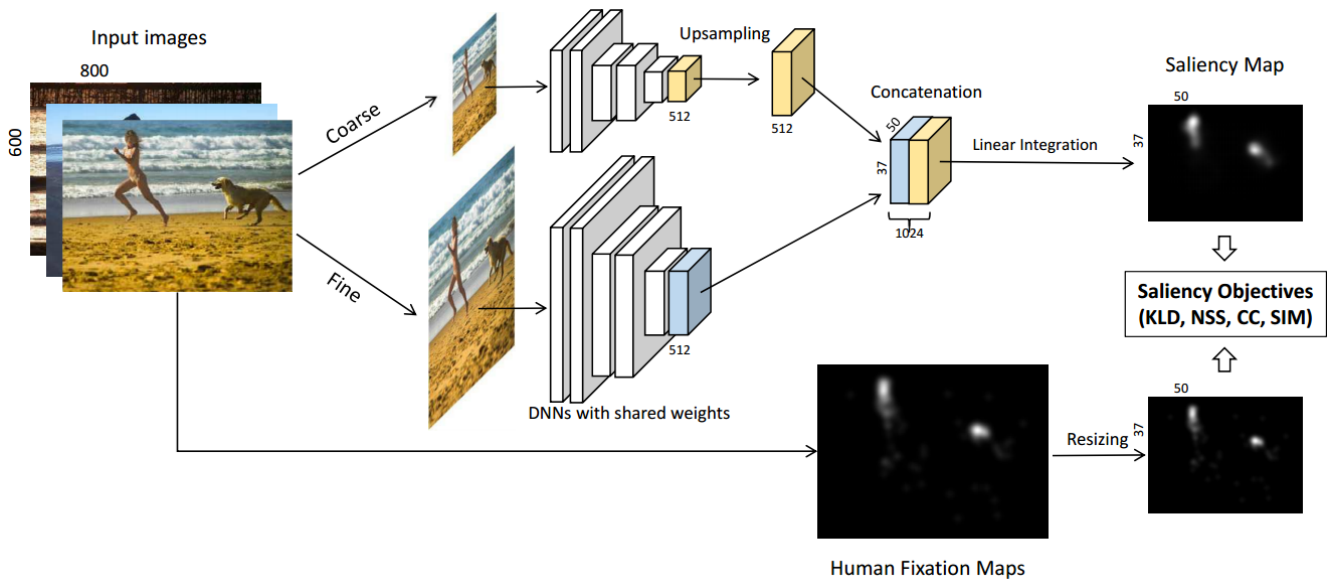 Input images
800
600
Coarse
Fine
Upsampling
512
512
Concatenation
50
37
1024
Linear Integration
Saliency Map
50
37
512
DNNs with shared weights
Saliency Objectives
(KLD, NSS, CC, SIM)
50
37
Resizing
Human Fixation Maps